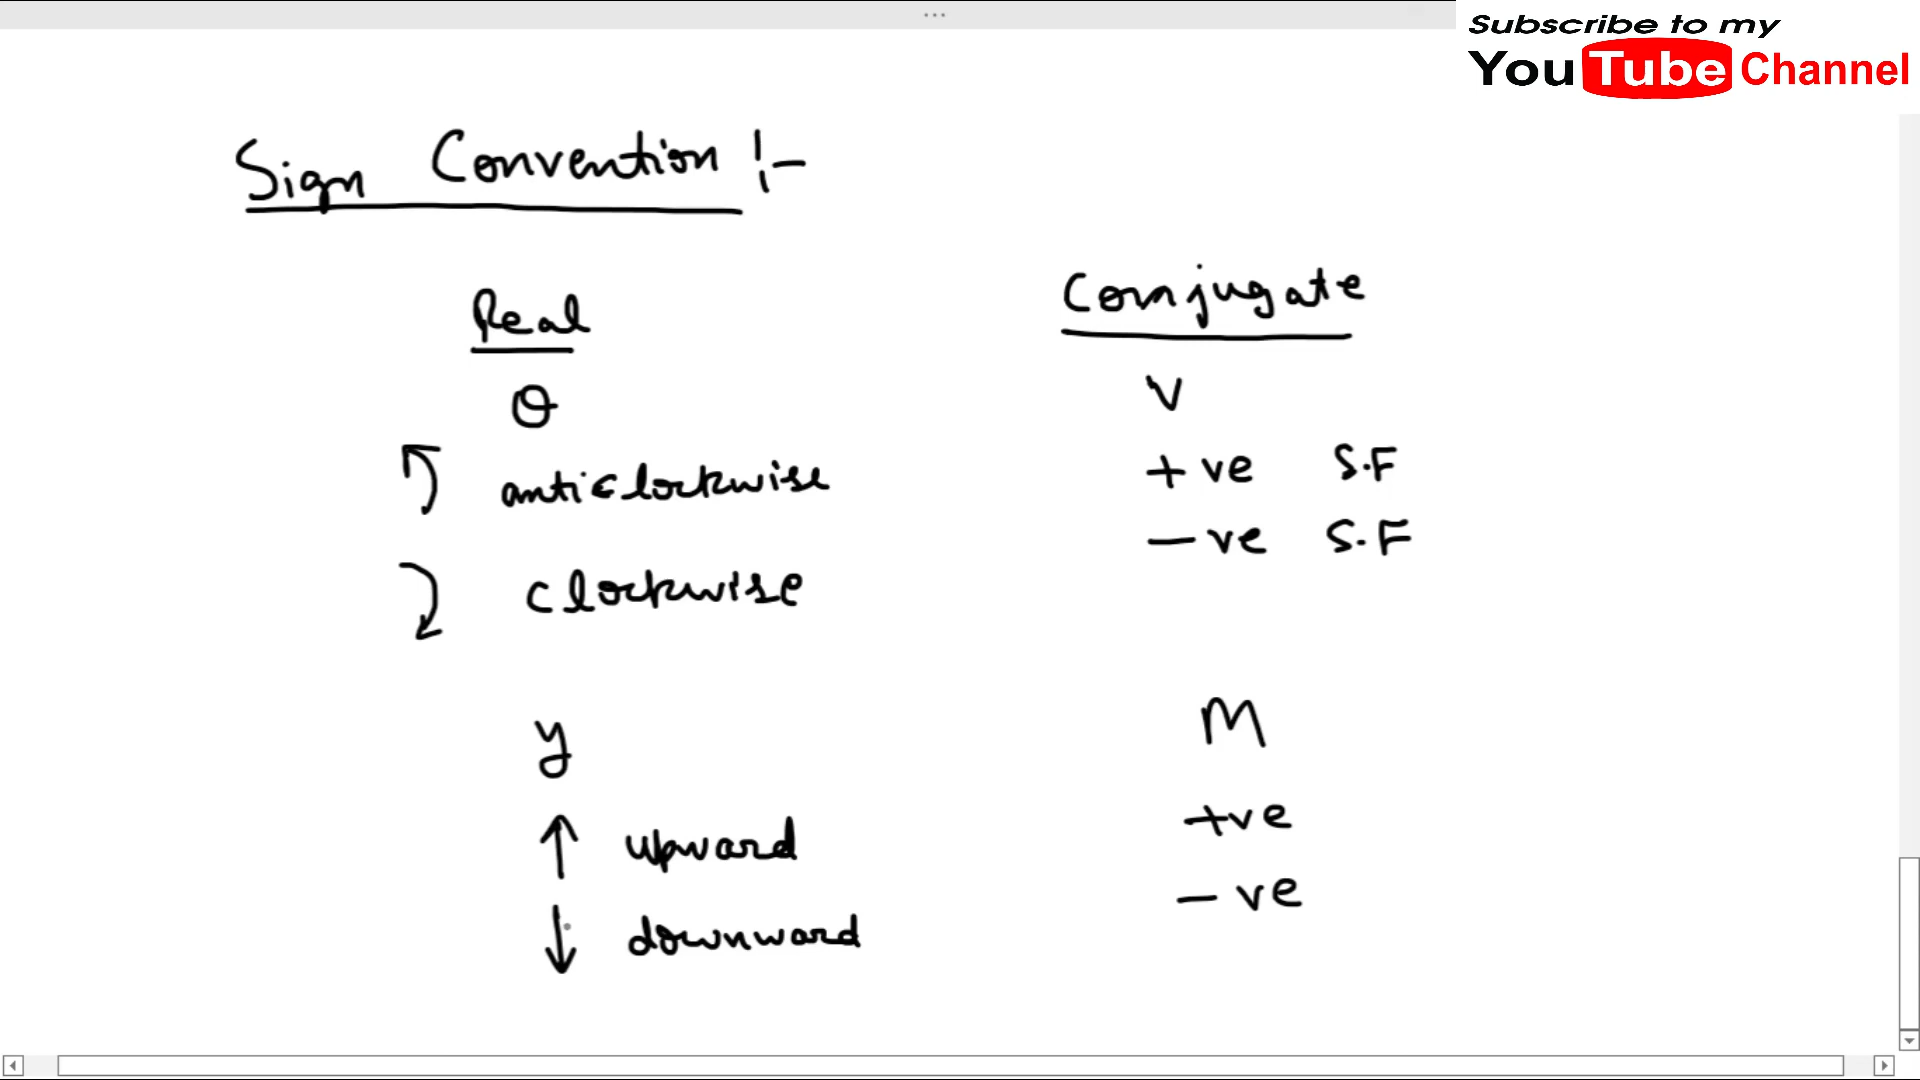 Subscribe to my
YouTube Channel
Sign Convention :-
Real Conjugate
θ V
anticlockwise +ve S.F
clockwise -ve S.F
y M
↑ upward +ve
↓ downward -ve